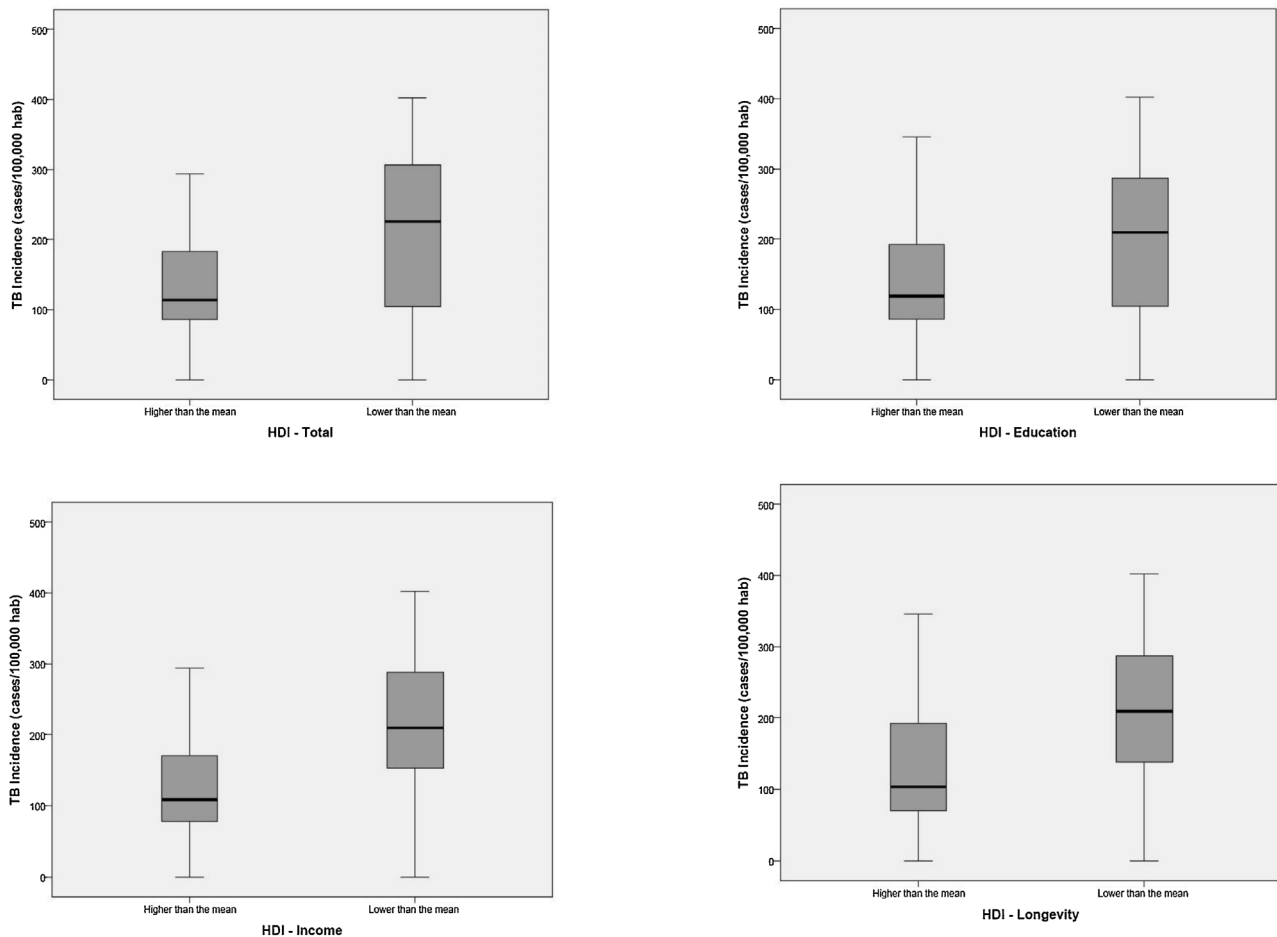 TB Incidence (cases/100,000 hab)
500
400
300
200
100
0
Higher than the mean
Lower than the mean
HDI - Total
TB Incidence (cases/100,000 hab)
500
400
300
200
100
0
Higher than the mean
Lower than the mean
HDI - Education
TB Incidence (cases/100,000 hab)
500
400
300
200
100
0
Higher than the mean
Lower than the mean
HDI - Income
TB Incidence (cases/100,000 hab)
500
400
300
200
100
0
Higher than the mean
Lower than the mean
HDI - Longevity